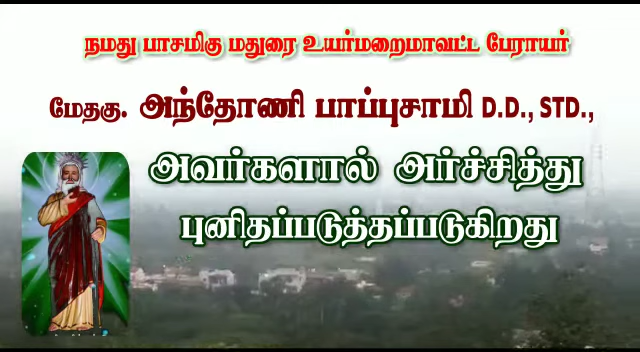 நமது பாசமிகு மதுரை உயர்மறைமாவட்ட பேராயர்
மேதகு. அந்தோணி பாப்புசாமி D.D., STD.,
அவர்களால் அர்ச்சித்து
புனிதப்படுத்தப்படுகிறது